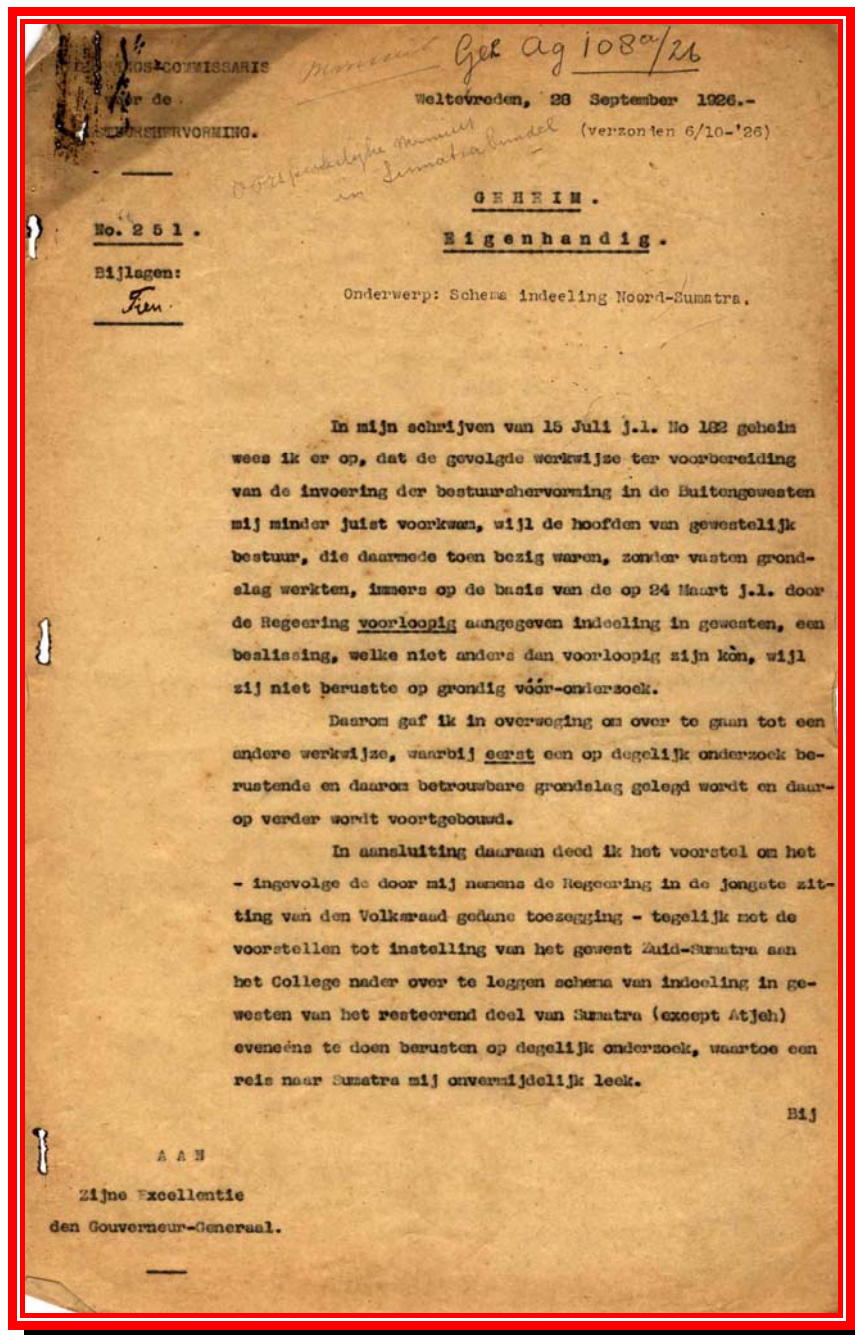 Geh Ag 108a/26
COMMISSARIS
voor de
BESTUURSHERVORMING.
Weltevreden, 28 September 1926.-
(verzonden 6/10-'26)
oorspronkelijke minuut
in Sumatra bundel
GEHEIM.
Eigenhandig.
No. 251.
Bijlagen:
Tien.
Onderwerp: Schema indeeling Noord-Sumatra.
In mijn schrijven van 15 Juli j.l. No 182 geheim
wees ik er op, dat de gevolgde werkwijze ter voorbereiding
van de invoering der bestuurshervorming in de Buitengewesten
mij minder juist voorkwam, wijl de hoofden van gewestelijk
bestuur, die daarmede toen bezig waren, zonder vasten grond-
slag werkten, immers op de basis van de op 24 Maart j.l. door
de Regeering voorloopig aangegeven indeeling in gewesten, een
beslissing, welke niet anders dan voorloopig zijn kòn, wijl
zij niet berustte op grondig vóór-onderzoek.
Daarom gaf ik in overweging om over te gaan tot een
andere werkwijze, waarbij eerst een op degelijk onderzoek be-
rustende en daarom betrouwbare grondslag gelegd wordt en daar-
op verder wordt voortgebouwd.
In aansluiting daaraan deed ik het voorstel om het
- ingevolge de door mij namens de Regeering in de jongste zit-
ting van den Volksraad gedane toezegging - tegelijk met de
voorstellen tot instelling van het gewest Zuid-Sumatra aan
het College nader over te leggen schema van indeeling in ge-
westen van het resteerend deel van Sumatra (except Atjeh)
eveneéns te doen berusten op degelijk onderzoek, waartoe een
reis naar Sumatra mij onvermijdelijk leek.
Bij
AAN
Zijne Excellentie
den Gouverneur-Generaal.